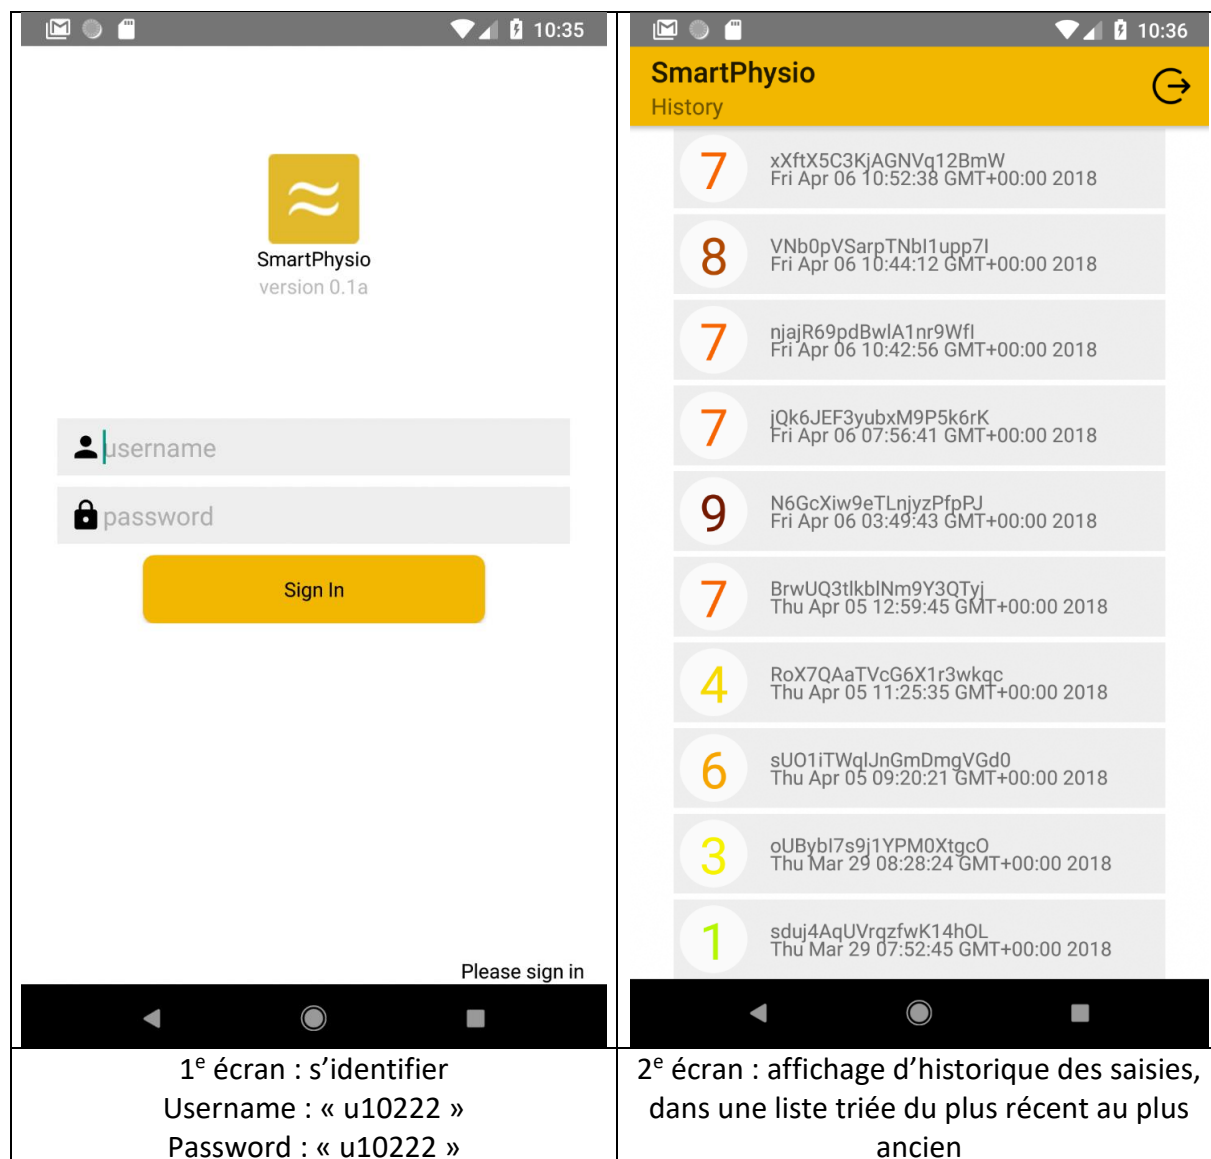 10:35
SmartPhysio
version 0.1a
username
password
Sign In
Please sign in
1e écran : s’identifier
Username : « u10222 »
Password : « u10222 »
10:36
SmartPhysio
History
7
xXftX5C3KjAGNVq12BmW
Fri Apr 06 10:52:38 GMT+00:00 2018
8
VNb0pVSarpTNbI1upp7I
Fri Apr 06 10:44:12 GMT+00:00 2018
7
njajR69pdBwlA1nr9WfI
Fri Apr 06 10:42:56 GMT+00:00 2018
7
jQk6JEF3yubxM9P5k6rK
Fri Apr 06 07:56:41 GMT+00:00 2018
9
N6GcXiw9eTLnjyzPfpPJ
Fri Apr 06 03:49:43 GMT+00:00 2018
7
BrwUQ3tlkblNm9Y3QTyj
Thu Apr 05 12:59:45 GMT+00:00 2018
4
RoX7QAaTVcG6X1r3wkqc
Thu Apr 05 11:25:35 GMT+00:00 2018
6
sUO1iTWqlJnGmDmgVGd0
Thu Apr 05 09:20:21 GMT+00:00 2018
3
oUBybI7s9j1YPM0XtgcO
Thu Mar 29 08:28:24 GMT+00:00 2018
1
sduj4AqUVrqzfwK14hOL
Thu Mar 29 07:52:45 GMT+00:00 2018
2e écran : affichage d’historique des saisies,
dans une liste triée du plus récent au plus
ancien